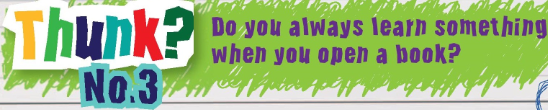 Thunk?
No.3
Do you always learn something
when you open a book?